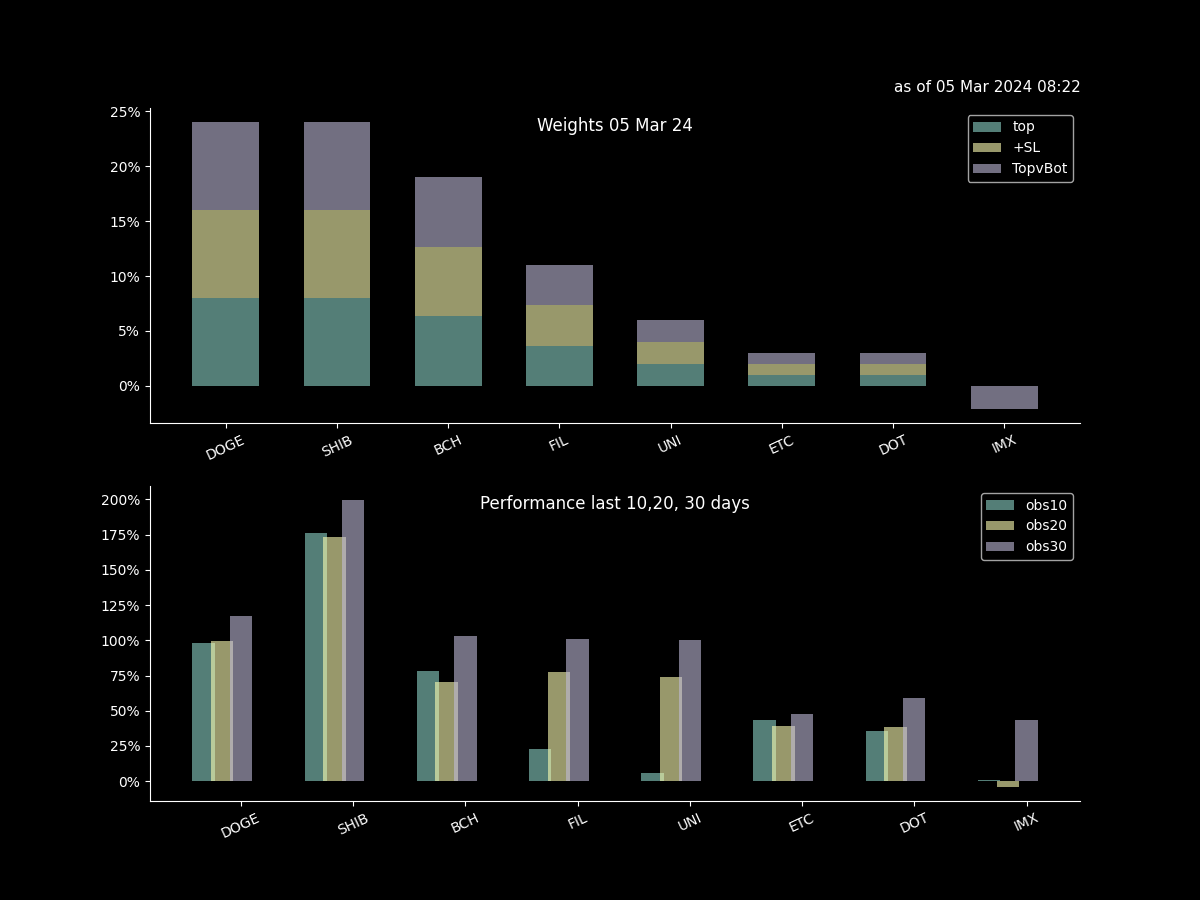 as of 05 Mar 2024 08:22
Weights 05 Mar 24
25%
20%
15%
10%
5%
0%
top
+SL
TopvBot
DOGE SHIB BCH FIL UNI ETC DOT IMX
Performance last 10,20, 30 days
200%
175%
150%
125%
100%
75%
50%
25%
0%
obs10
obs20
obs30
DOGE SHIB BCH FIL UNI ETC DOT IMX